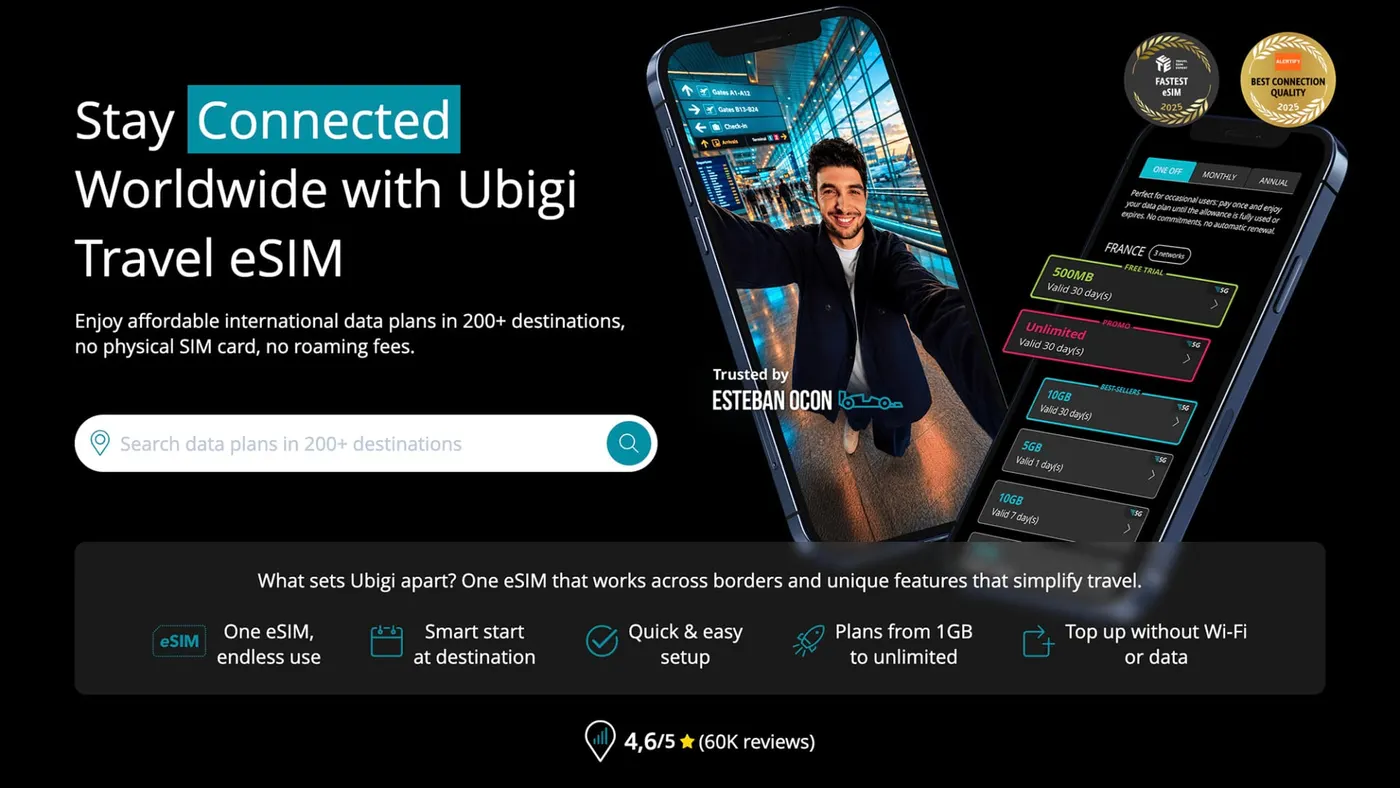 Stay Connected
Worldwide with Ubigi
Travel eSIM
Enjoy affordable international data plans in 200+ destinations,
no physical SIM card, no roaming fees.
Search data plans in 200+ destinations
Gates A1-A12
Gates B13-B24
Check-in
Arrivals
Trusted by
ESTEBAN OCON
FASTEST
eSIM
2025
ALERTIFY
BEST CONNECTION
QUALITY
2025
ONE OFF
MONTHLY
ANNUAL
Perfect for occasional users: pay once and enjoy
your data plan until the allowance is fully used or
expires. No commitments, no automatic renewal.
FRANCE 3 networks
FREE TRIAL
500MB
5G
Valid 30 day(s)
PROMO
Unlimited
5G
Valid 30 day(s)
BEST-SELLERS
10GB
5G
Valid 30 day(s)
5GB
5G
Valid 1 day(s)
10GB
5G
Valid 7 day(s)
What sets Ubigi apart? One eSIM that works across borders and unique features that simplify travel.
eSIM
One eSIM,
endless use
Smart start
at destination
Quick & easy
setup
Plans from 1GB
to unlimited
Top up without Wi-Fi
or data
4,6/5 (60K reviews)